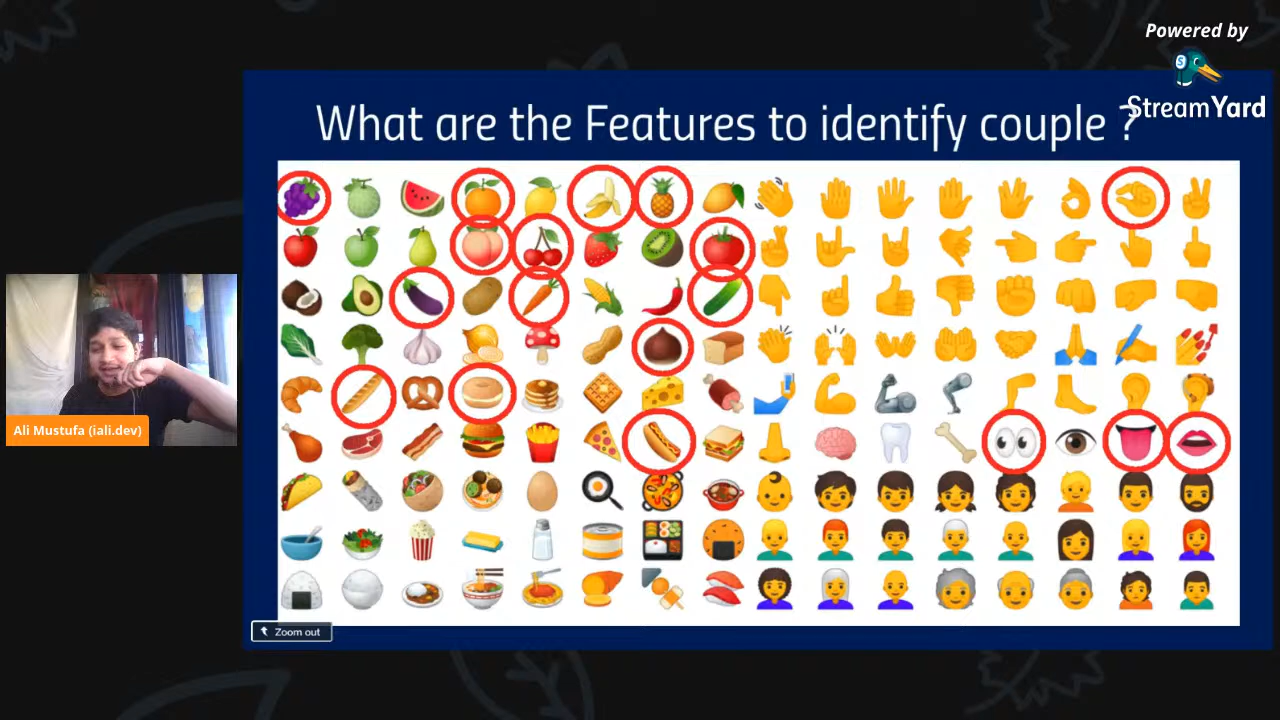 Powered by
StreamYard
What are the Features to identify couple ?
Ali Mustufa (iali.dev)
Zoom out